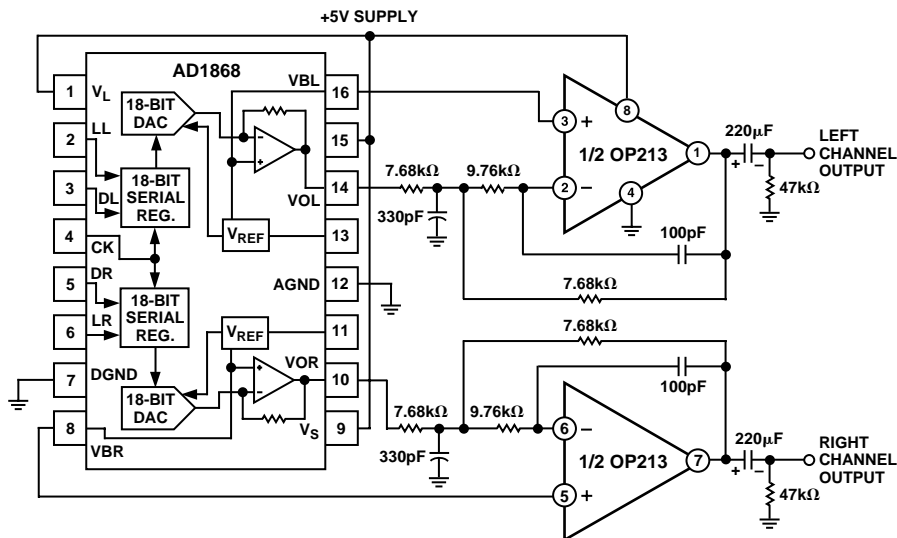 +5V SUPPLY
AD1868
1
VL
2
LL
3
DL
4
CK
5
DR
6
LR
7
DGND
8
VBR
18-BIT
DAC
18-BIT
SERIAL
REG.
18-BIT
SERIAL
REG.
18-BIT
DAC
VREF
VREF
−
+
+
−
VBL
16
15
VOL
14
13
AGND
12
11
VOR
10
VS
9
7.68kΩ
330pF
9.76kΩ
3
+
2
−
8
1/2 OP213
1
4
100pF
7.68kΩ
220µF
+
−
47kΩ
LEFT
CHANNEL
OUTPUT
7.68kΩ
100pF
7.68kΩ
9.76kΩ
330pF
6
−
5
+
1/2 OP213
7
220µF
+
−
47kΩ
RIGHT
CHANNEL
OUTPUT